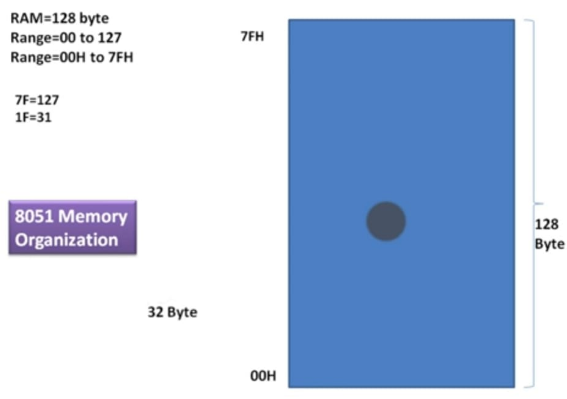 RAM=128 byte
Range=00 to 127
Range=00H to 7FH
7FH
7F=127
1F=31
8051 Memory
Organization
128
Byte
32 Byte
00H